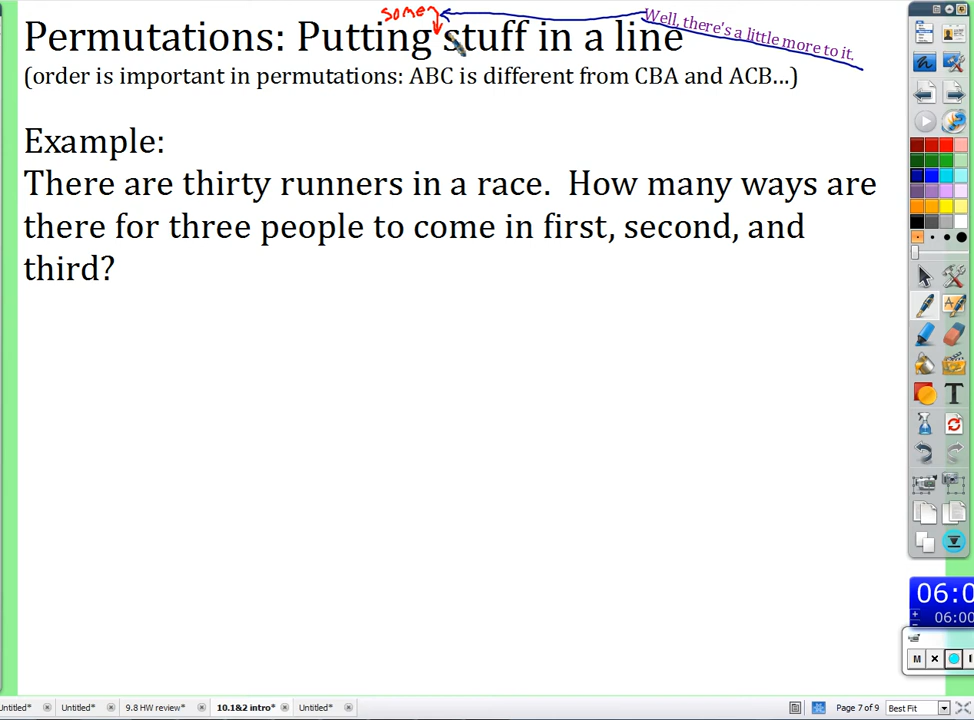 some
Well, there's a little more to it.
Permutations: Putting stuff in a line
(order is important in permutations: ABC is different from CBA and ACB...)
Example:
There are thirty runners in a race. How many ways are
there for three people to come in first, second, and
third?
06:0
06:00
M
Untitled* Untitled* 9.8 HW review* 10.1&2 intro* Untitled* Page 7 of 9 Best Fit